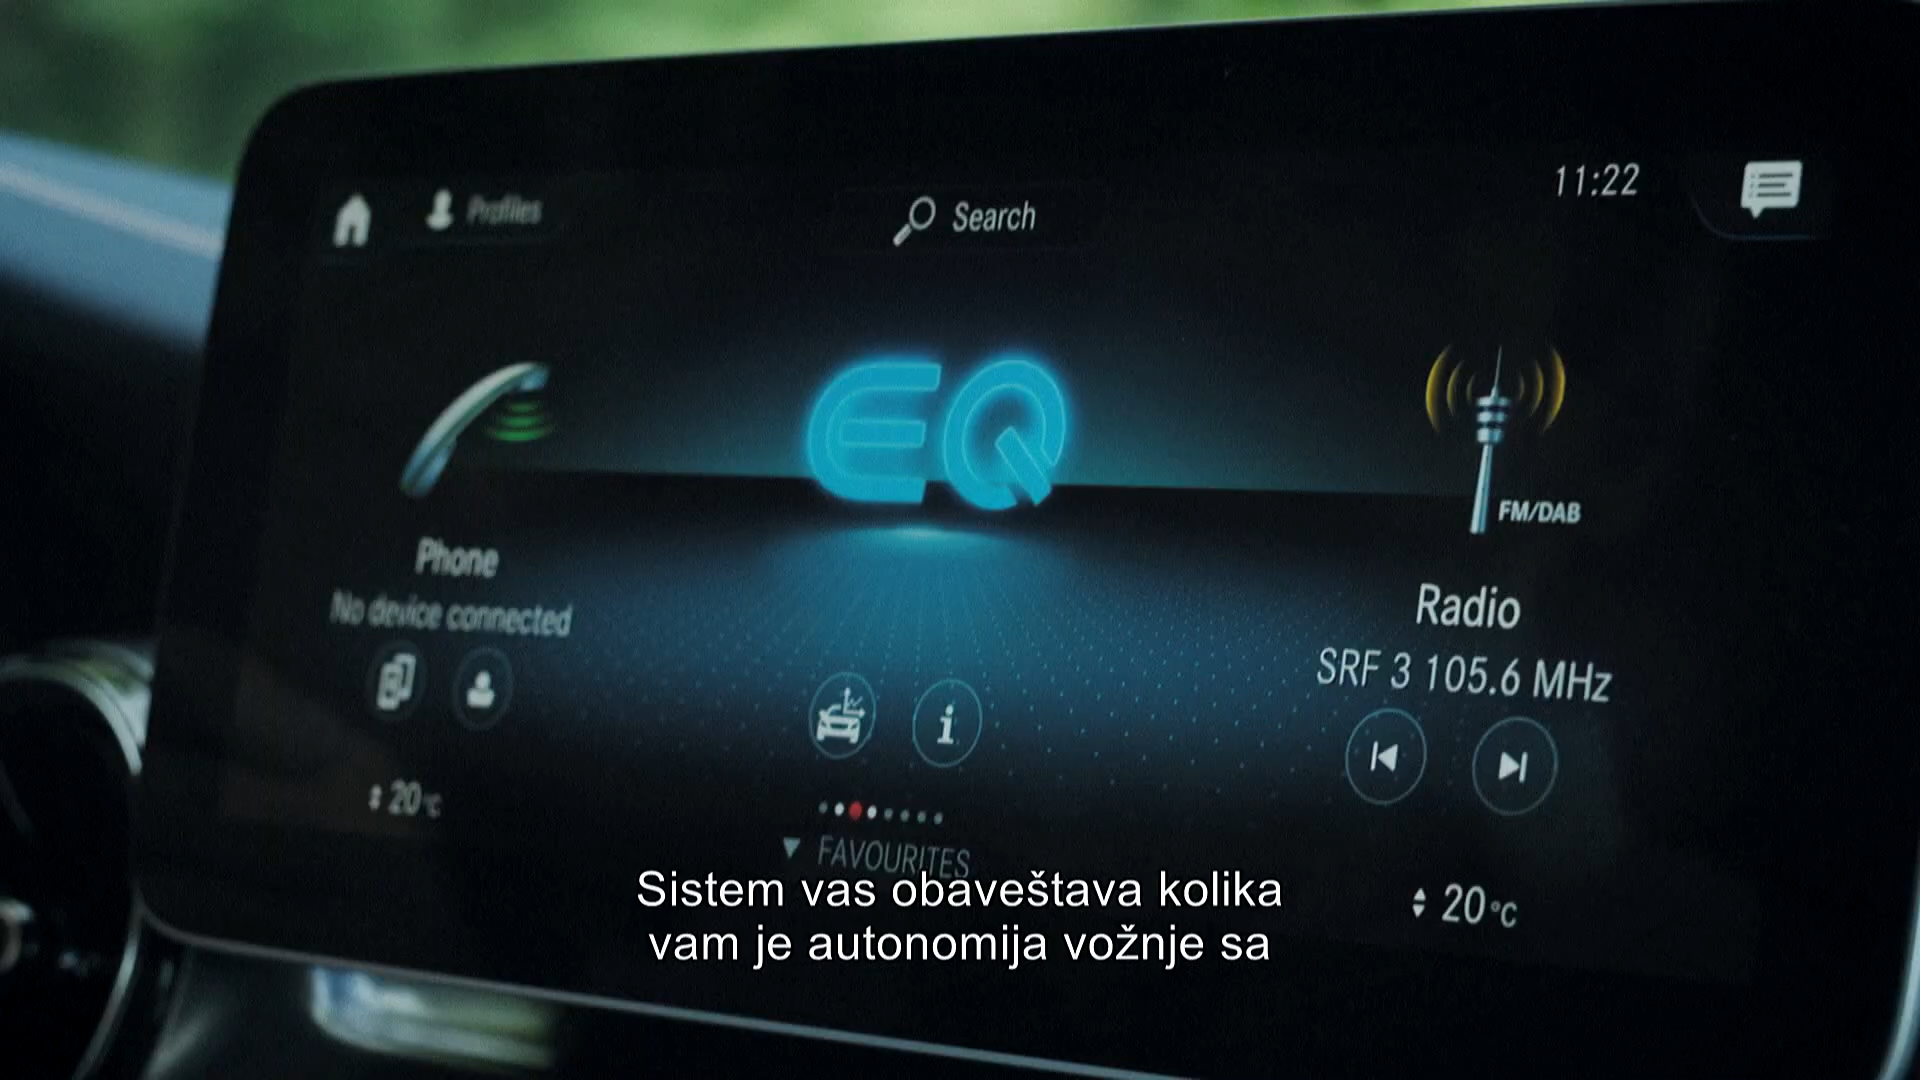 11:22
Profiles
Search
EQ
FM/DAB
Phone
No device connected
Radio
SRF 3 105.6 MHz
i
20°C
FAVOURITES
20°C
Sistem vas obaveštava kolika
vam je autonomija vožnje sa